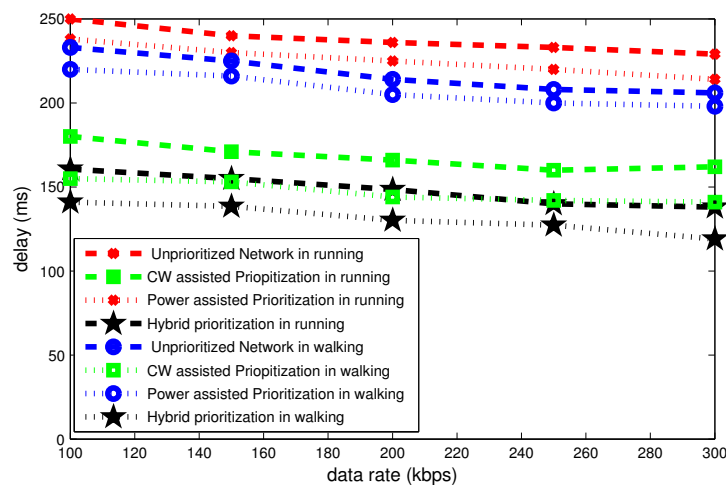 250
200
150
100
50
0
delay (ms)
Unprioritized Network in running
CW assisted Priopitization in running
Power assisted Prioritization in running
Hybrid prioritization in running
Unprioritized Network in walking
CW assisted Priopitization in walking
Power assisted Prioritization in walking
Hybrid prioritization in walking
100 120 140 160 180 200 220 240 260 280 300
data rate (kbps)